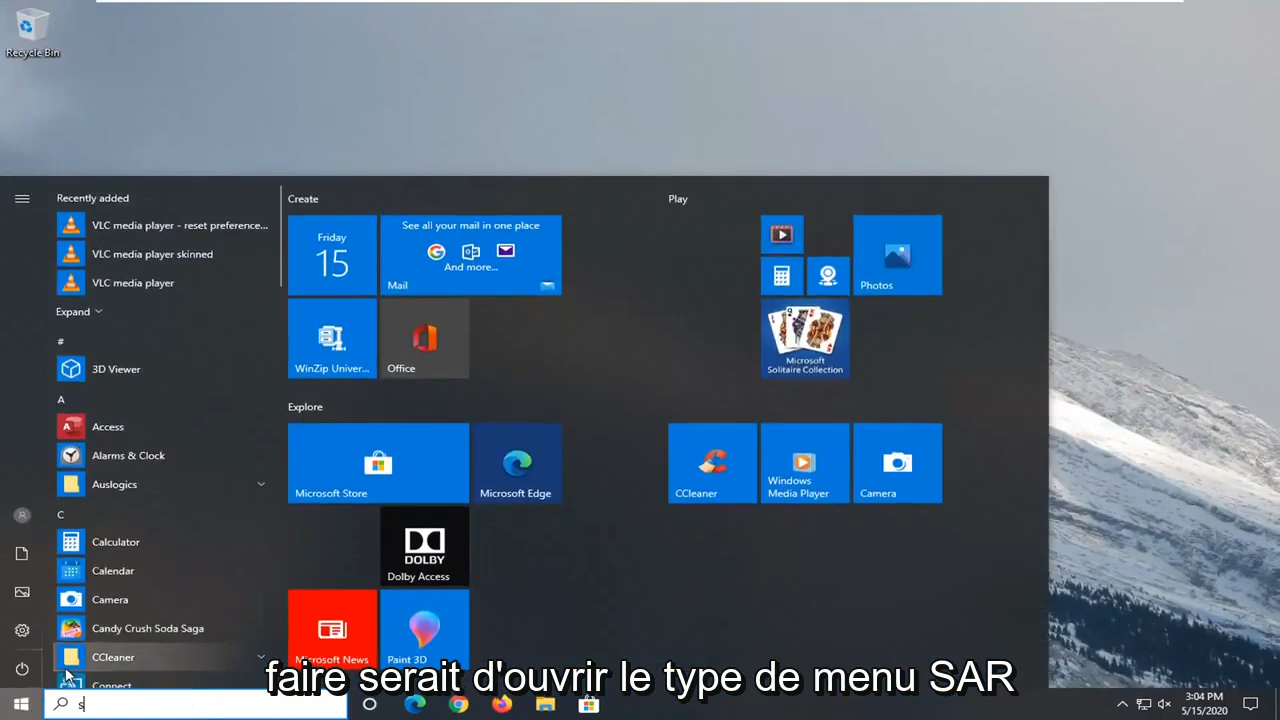 Recycle Bin
Recently added
VLC media player - reset preference...
VLC media player skinned
VLC media player
Expand
#
3D Viewer
A
Access
Alarms & Clock
Auslogics
C
Calculator
Calendar
Camera
Candy Crush Soda Saga
CCleaner
Connect
Create
Friday
15
See all your mail in one place
And more...
Mail
WinZip Univer...
Office
Explore
Microsoft Store
Microsoft Edge
DOLBY
Dolby Access
Microsoft News
Paint 3D
Play
Photos
Microsoft
Solitaire Collection
CCleaner
Windows
Media Player
Camera
faire serait d'ouvrir le type de menu SAR
s
3:04 PM
5/15/2020